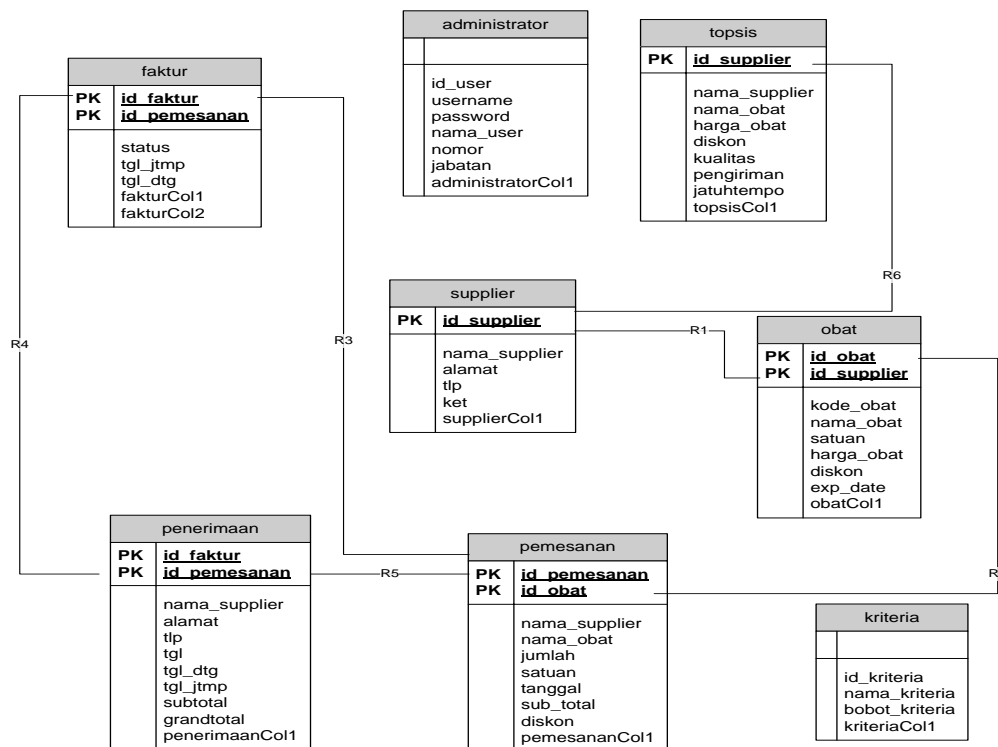 administrator
id_user
username
password
nama_user
nomor
jabatan
administratorCol1
topsis
PK id_supplier
nama_supplier
nama_obat
harga_obat
diskon
kualitas
pengiriman
jatuhtempo
topsisCol1
faktur
PK id_faktur
PK id_pemesanan
status
tgl_jtmp
tgl_dtg
fakturCol1
fakturCol2
R6
supplier
PK id_supplier
nama_supplier
alamat
tlp
ket
supplierCol1
R1
obat
PK id_obat
PK id_supplier
kode_obat
nama_obat
satuan
harga_obat
diskon
exp_date
obatCol1
R4
R3
penerimaan
PK id_faktur
PK id_pemesanan
nama_supplier
alamat
tlp
tgl
tgl_dtg
tgl_jtmp
subtotal
grandtotal
penerimaanCol1
R5
pemesanan
PK id_pemesanan
PK id_obat
nama_supplier
nama_obat
jumlah
satuan
tanggal
sub_total
diskon
pemesananCol1
R
kriteria
id_kriteria
nama_kriteria
bobot_kriteria
kriteriaCol1